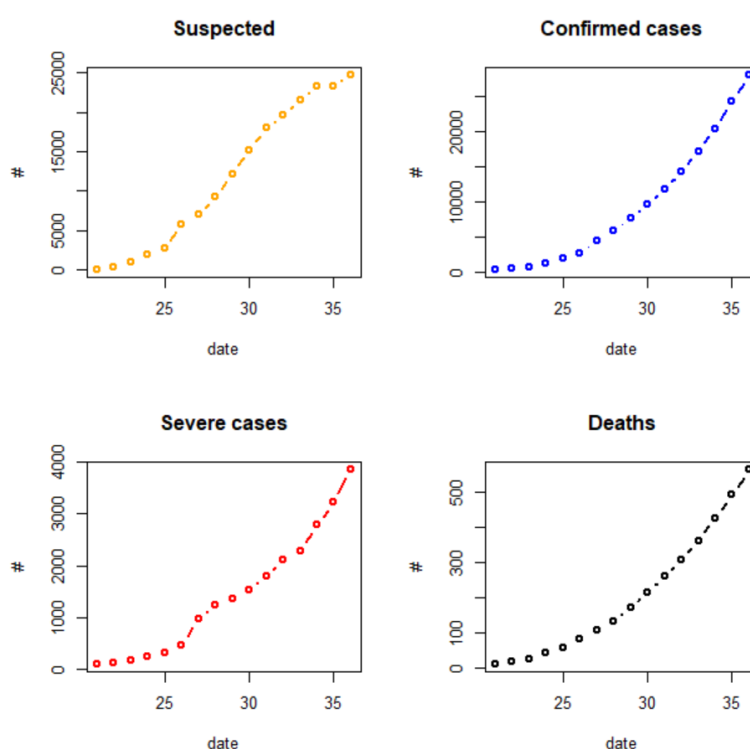 Suspected
25000
15000
5000
0
#
25 30 35
date
Confirmed cases
20000
10000
0
#
25 30 35
date
Severe cases
4000
3000
2000
1000
0
#
25 30 35
date
Deaths
500
300
100
0
#
25 30 35
date